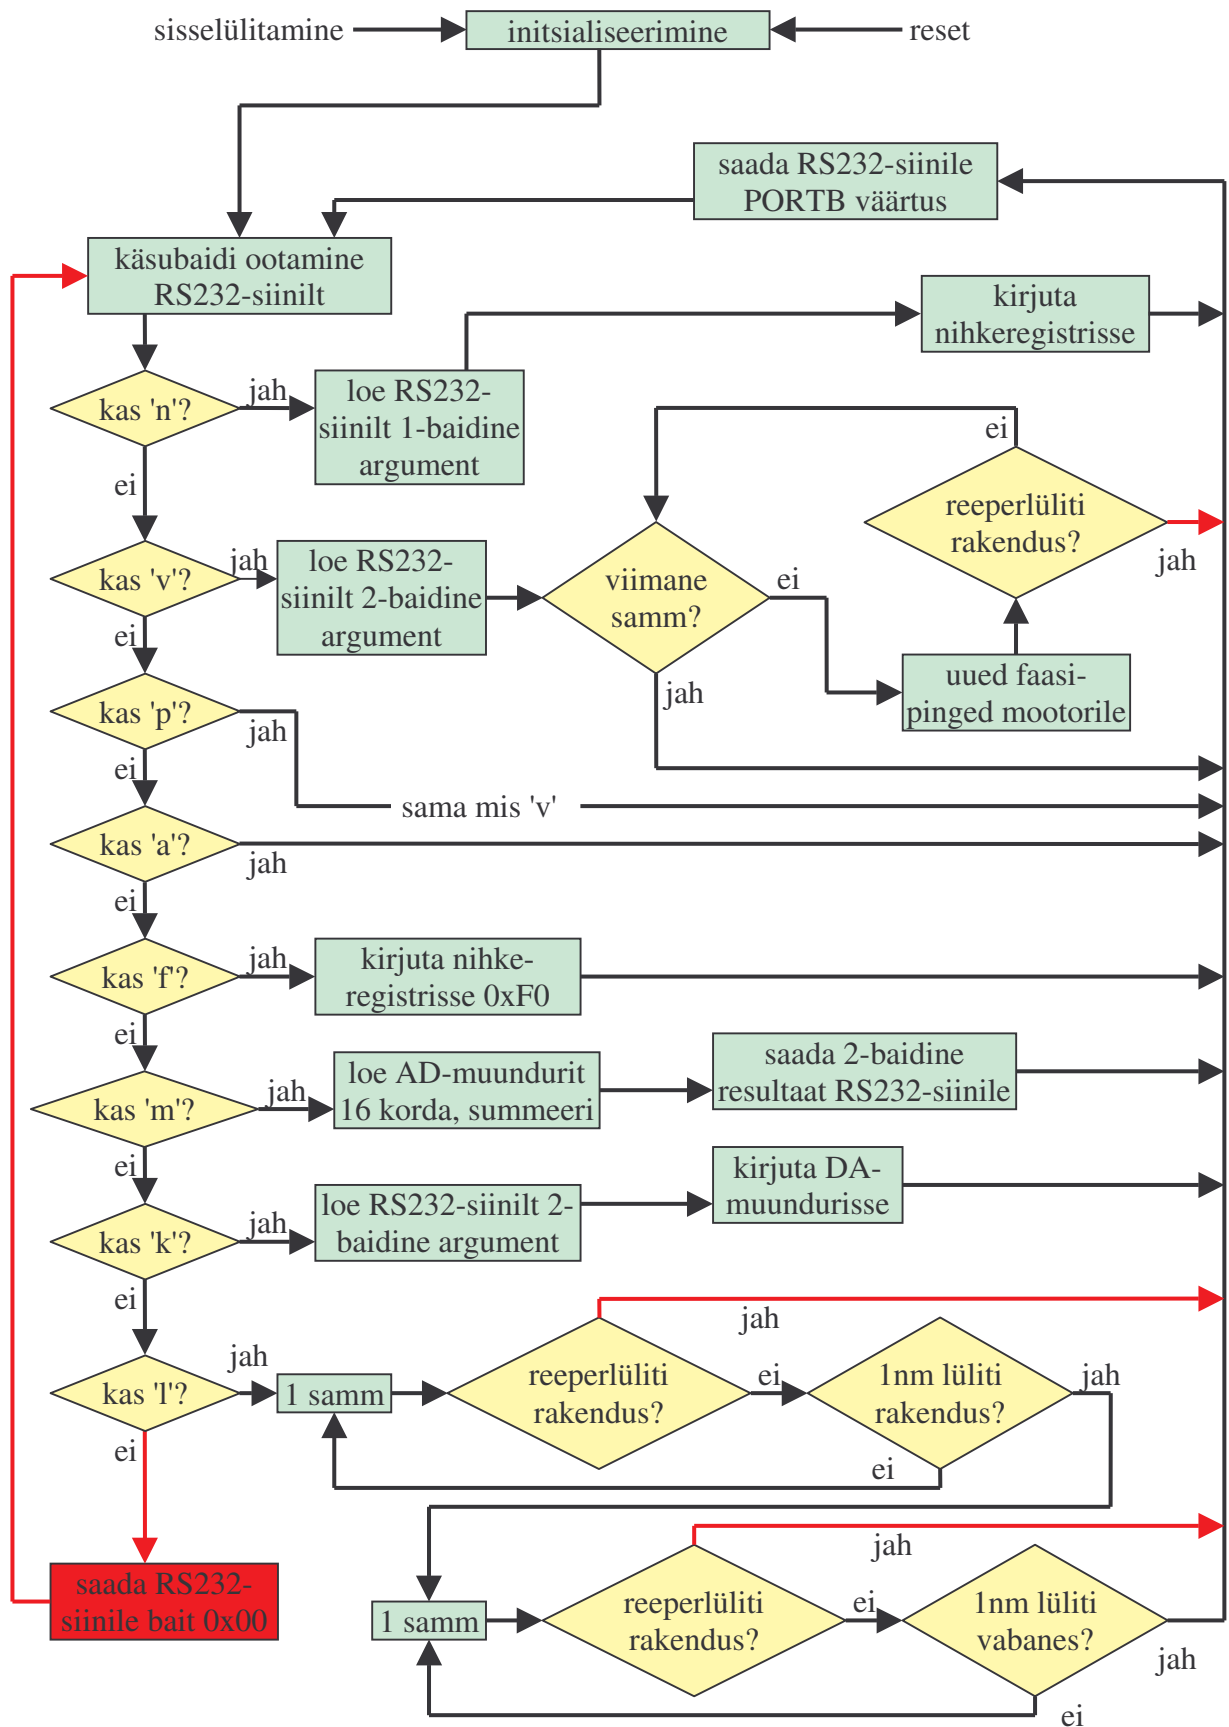 sisselülitamine
initsialiseerimine
reset
saada RS232-siinile
PORTB väärtus
käsubaidi ootamine
RS232-siinilt
kirjuta
nihkeregistrisse
kas 'n'?
jah
loe RS232-
siinilt 1-baidine
argument
ei
ei
reeperlüliti
rakendus?
jah
kas 'v'?
jah
loe RS232-
siinilt 2-baidine
argument
viimane
samm?
ei
jah
uued faasi-
pinged mootorile
ei
kas 'p'?
jah
ei
sama mis 'v'
kas 'a'?
jah
ei
kas 'f'?
jah
kirjuta nihke-
registrisse 0xF0
ei
kas 'm'?
jah
loe AD-muundurit
16 korda, summeeri
saada 2-baidine
resultaat RS232-siinile
ei
kas 'k'?
jah
loe RS232-siinilt 2-
baidine argument
kirjuta DA-
muundurisse
ei
kas 'l'?
jah
1 samm
reeperlüliti
rakendus?
jah
ei
1nm lüliti
rakendus?
jah
ei
ei
saada RS232-
siinile bait 0x00
1 samm
reeperlüliti
rakendus?
jah
ei
1nm lüliti
vabanes?
jah
ei